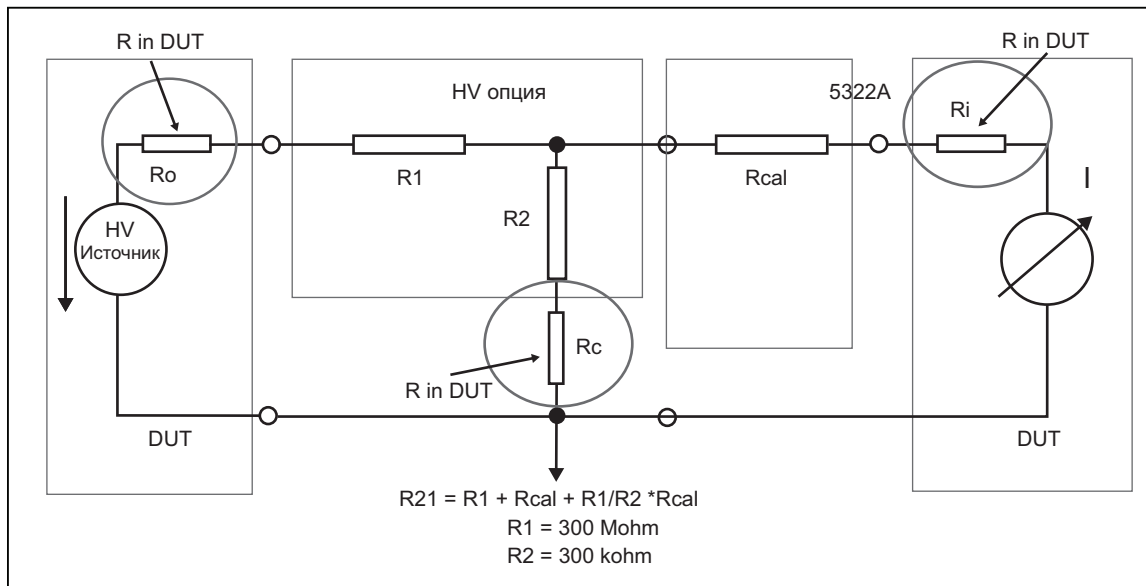 R in DUT
R in DUT
HV опция
5322A
Ri
Ro
R1
Rcal
I
R2
HV
Источник
Rc
R in DUT
DUT
DUT
R21 = R1 + Rcal + R1/R2 *Rcal
R1 = 300 Mohm
R2 = 300 kohm